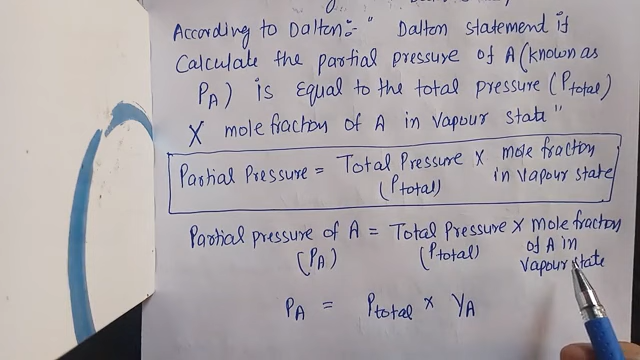 According to Dalton:- " Dalton statement if
Calculate the partial pressure of A (known as
PA) is equal to the total pressure (Ptotal)
X mole fraction of A in vapour state"
Partial Pressure = Total Pressure × mole fraction
(Ptotal) in vapour state
Partial pressure of A = Total Pressure × mole fraction
(PA) (Ptotal) of A in
vapour state
PA = Ptotal × YA